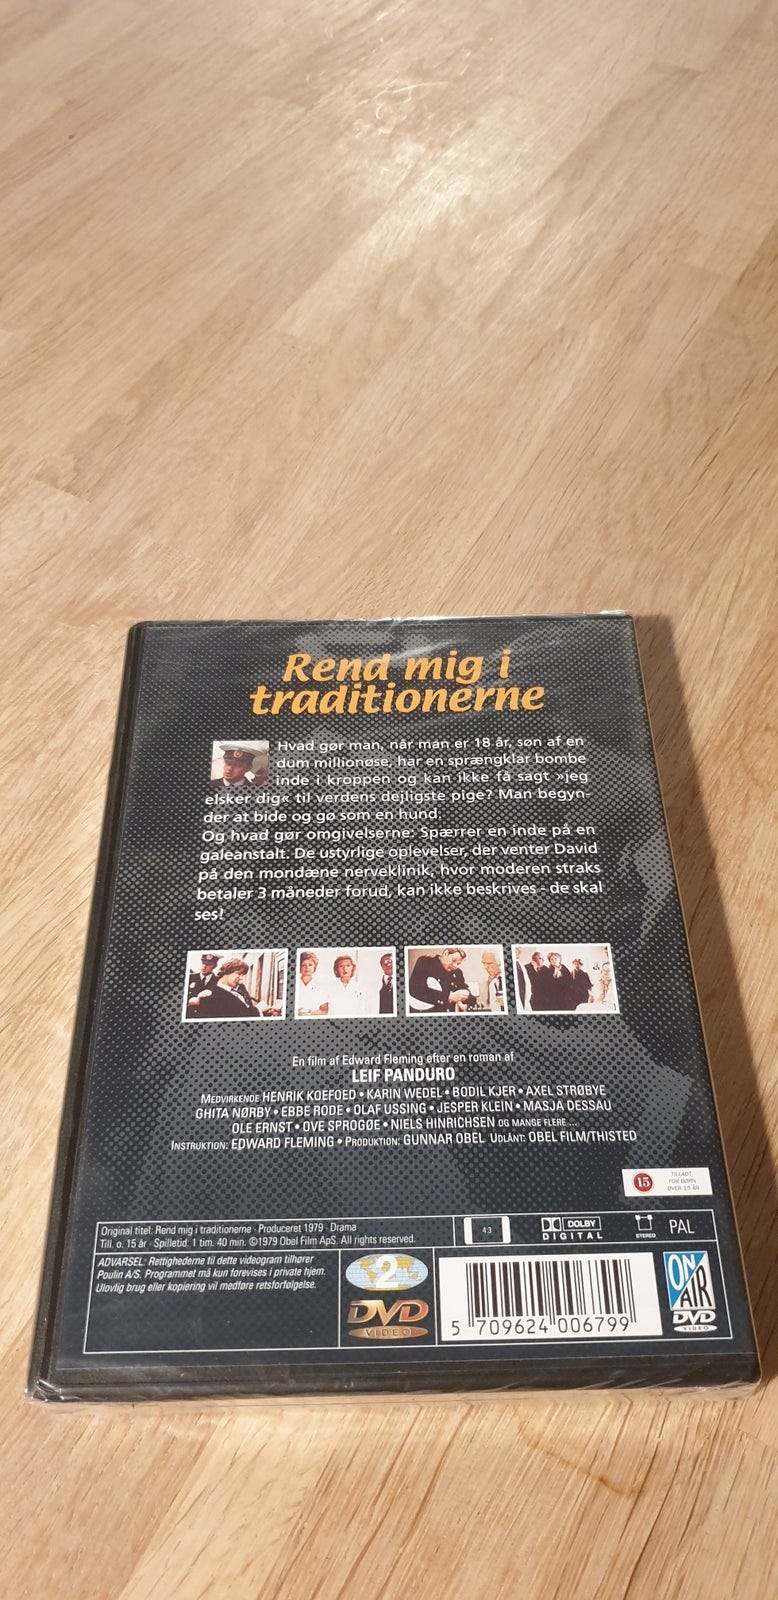 Rend mig i
traditionerne
Hvad gør man, når man er 18 år, søn af en
dum millionøse, har en sprængklar bombe
inde i kroppen og kan ikke få sagt »jeg
elsker dig« til verdens dejligste pige? Man begyn-
der at bide og gø som en hund.
Og hvad gør omgivelserne: Spærrer en inde på en
galeanstalt. De ustyrlige oplevelser, der venter David
på den mondæne nerveklinik, hvor moderen straks
betaler 3 måneder forud, kan ikke beskrives - de skal
ses!
En film af Edward Fleming efter en roman af
LEIF PANDURO
MEDVIRKENDE HENRIK KOEFOED • KARIN WEDEL • BODIL KJER • AXEL STRØBYE
GHITA NØRBY • EBBE RODE • OLAF USSING • JESPER KLEIN • MASJA DESSAU
OLE ERNST • OVE SPROGØE • NIELS HINRICHSEN OG MANGE FLERE ...
INSTRUKTION: EDWARD FLEMING • PRODUKTION: GUNNAR OBEL UDLÅNT: OBEL FILM/THISTED
15
TILLADT
FOR BØRN
OVER 15 ÅR
Original titel: Rend mig i traditionerne · Produceret 1979 · Drama
Till. o. 15 år · Spilletid: 1 tim. 40 min. ©1979 Obel Film ApS. All rights reserved.
4:3
DOLBY
DIGITAL
STEREO
PAL
ADVARSEL: Rettighederne til dette videogram tilhører
Poulin A/S. Programmet må kun forevises i private hjem.
Ulovlig brug eller kopiering vil medføre retsforfølgelse.
2
DVD
VIDEO
5 709624 006799
ON
AIR
DVD
VIDEO